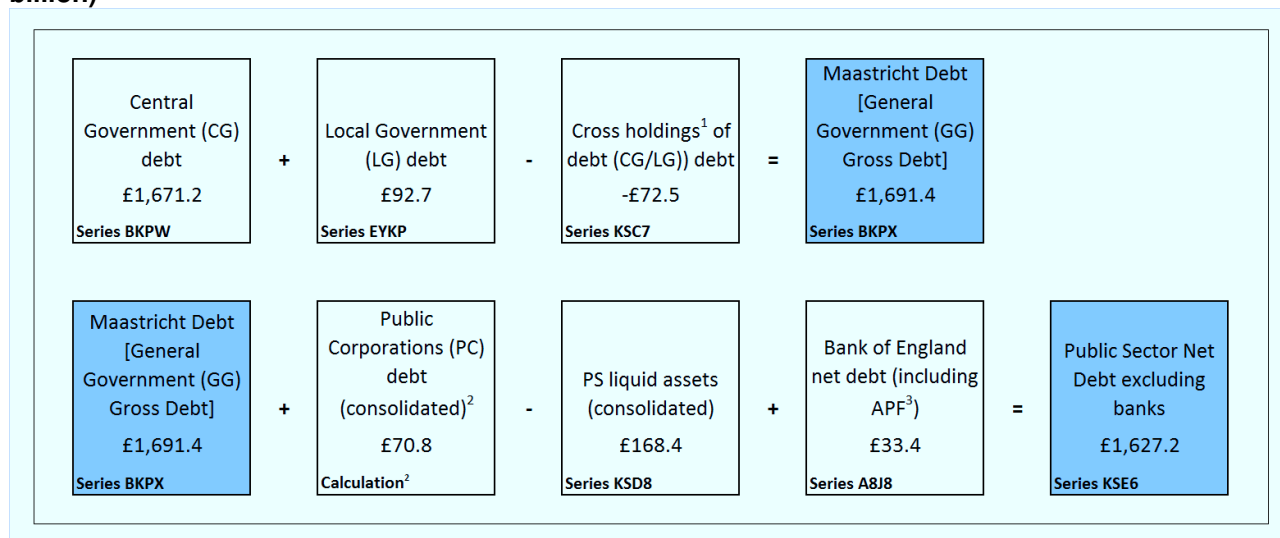 billion)
Central
Government (CG)
debt
£1,671.2
Series BKPW
+
Local Government
(LG) debt
£92.7
Series EYKP
-
Cross holdings¹ of
debt (CG/LG)) debt
-£72.5
Series KSC7
=
Maastricht Debt
[General
Government (GG)
Gross Debt]
£1,691.4
Series BKPX
Maastricht Debt
[General
Government (GG)
Gross Debt]
£1,691.4
Series BKPX
+
Public
Corporations (PC)
debt
(consolidated)²
£70.8
Calculation²
-
PS liquid assets
(consolidated)
£168.4
Series KSD8
+
Bank of England
net debt (including
APF³)
£33.4
Series A8J8
=
Public Sector Net
Debt excluding
banks
£1,627.2
Series KSE6